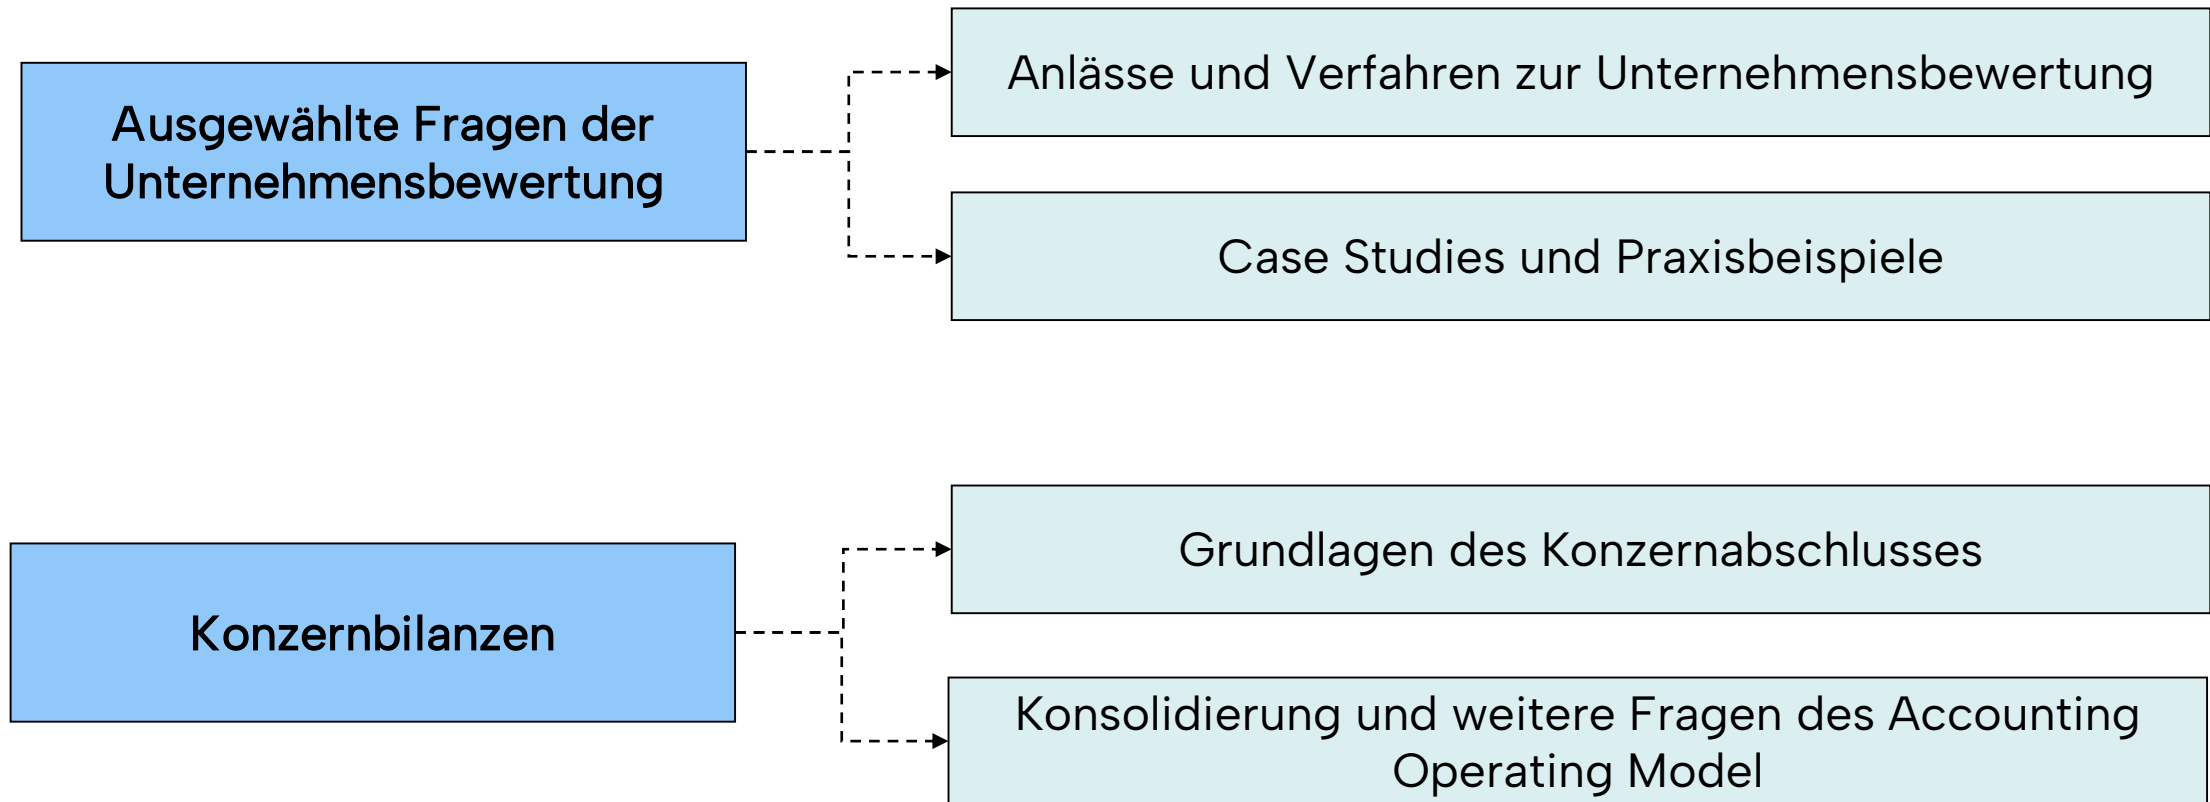 Ausgewählte Fragen der
Unternehmensbewertung
Anlässe und Verfahren zur Unternehmensbewertung
Case Studies und Praxisbeispiele
Konzernbilanzen
Grundlagen des Konzernabschlusses
Konsolidierung und weitere Fragen des Accounting
Operating Model